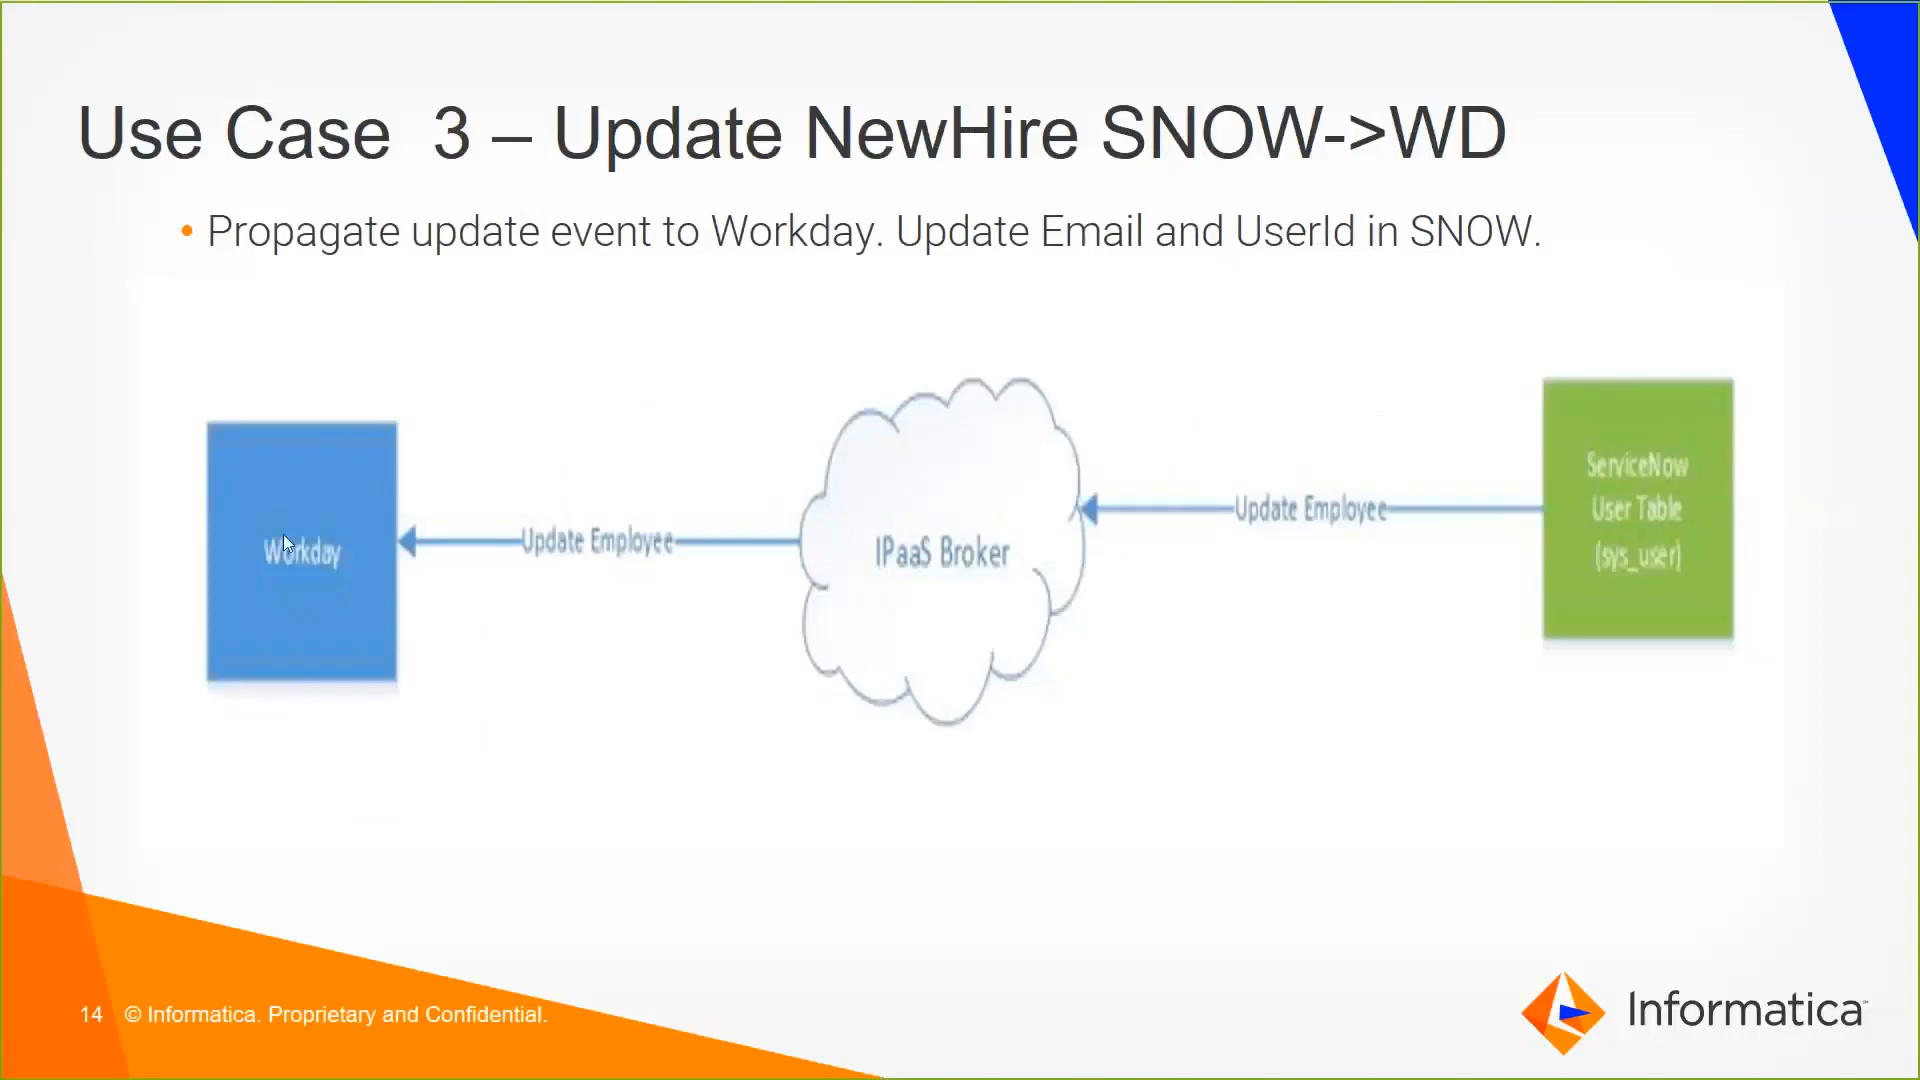 Use Case  3 – Update NewHire SNOW->WD
• Propagate update event to Workday. Update Email and UserId in SNOW.
Workday
Update Employee
IPaaS Broker
Update Employee
ServiceNow
User Table
(sys_user)
14 © Informatica. Proprietary and Confidential.
Informatica